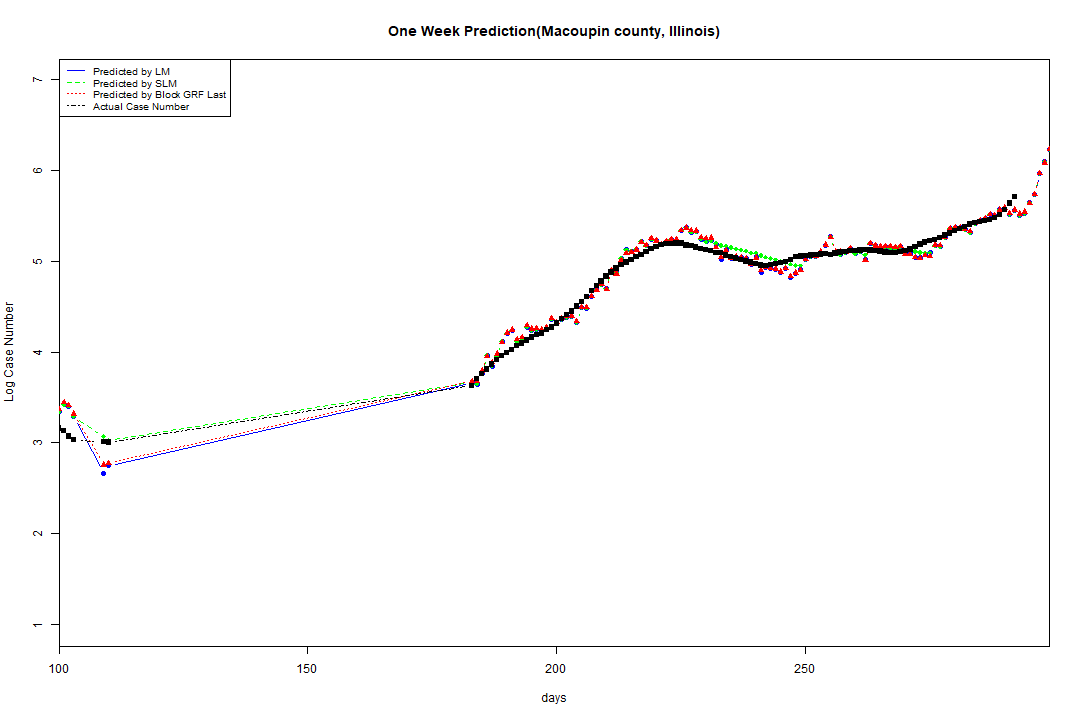 One Week Prediction(Macoupin county, Illinois)
Predicted by LM
Predicted by SLM
Predicted by Block GRF Last
Actual Case Number
7
6
5
4
3
2
1
Log Case Number
100 150 200 250
days